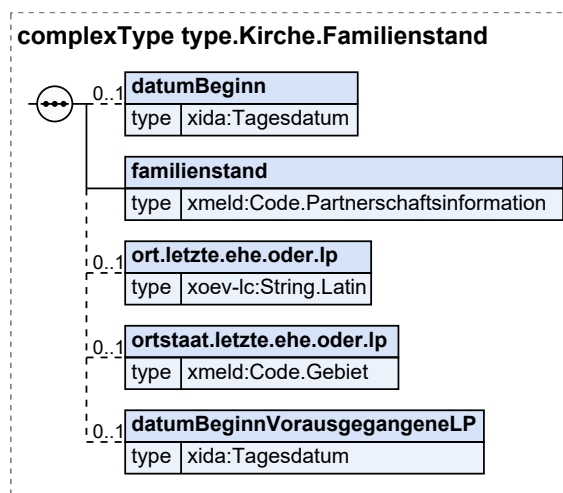 complexType type.Kirche.Familienstand
0..1
datumBeginn
type xida:Tagesdatum
familienstand
type xmeld:Code.Partnerschaftsinformation
0..1
ort.letzte.ehe.oder.lp
type xoev-lc:String.Latin
0..1
ortstaat.letzte.ehe.oder.lp
type xmeld:Code.Gebiet
0..1
datumBeginnVorausgegangeneLP
type xida:Tagesdatum